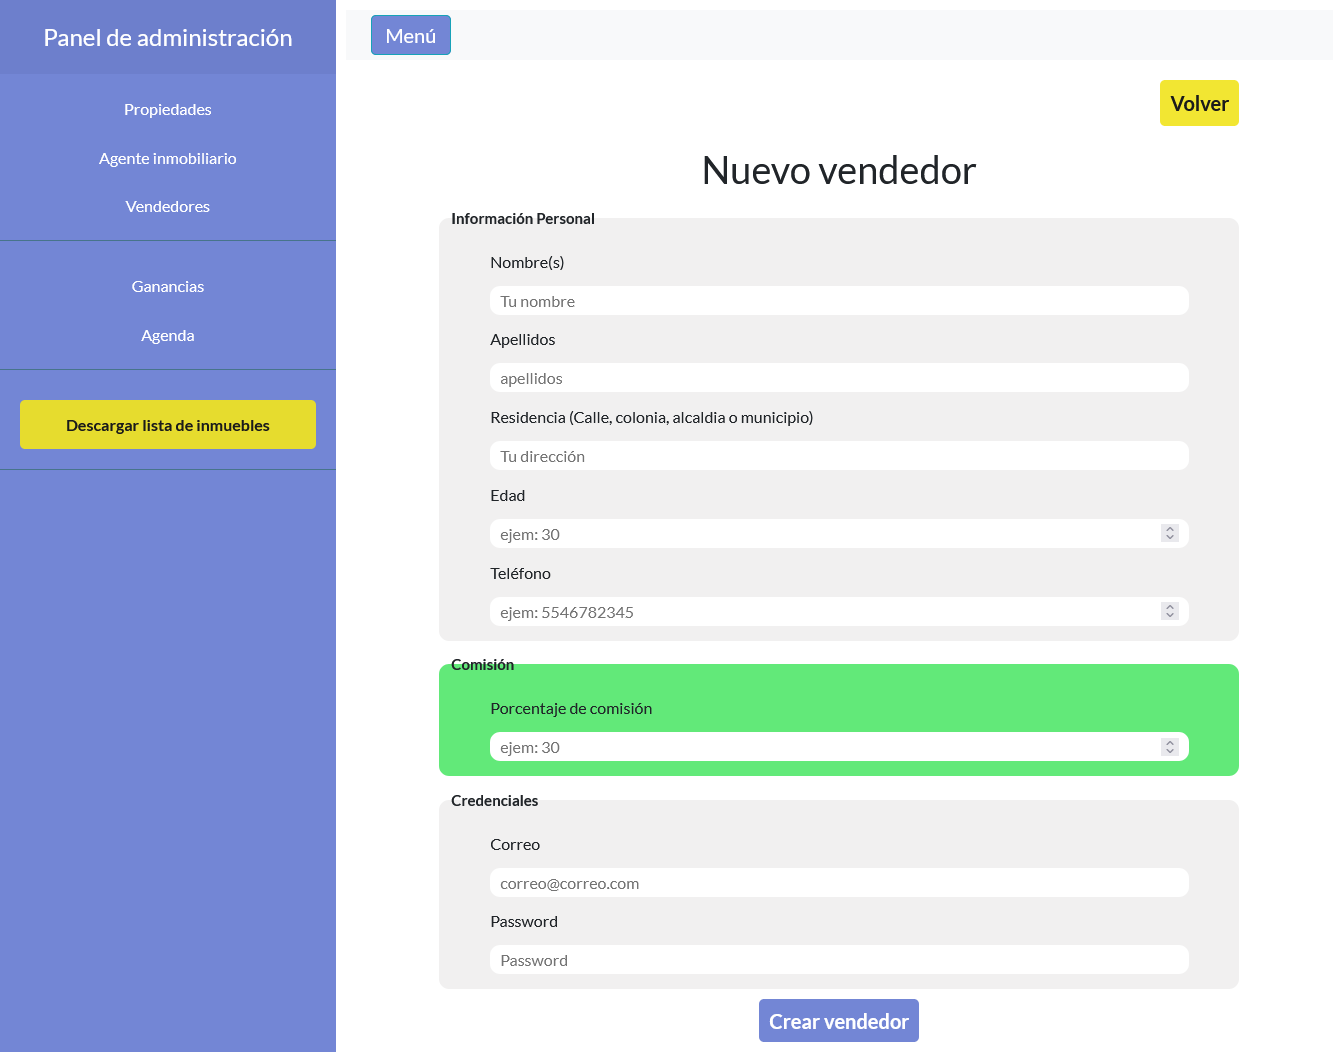 Panel de administración
Propiedades
Agente inmobiliario
Vendedores
Ganancias
Agenda
Descargar lista de inmuebles
Menú
Volver
Nuevo vendedor
Información Personal
Nombre(s)
Tu nombre
Apellidos
apellidos
Residencia (Calle, colonia, alcaldia o municipio)
Tu dirección
Edad
ejem: 30
Teléfono
ejem: 5546782345
Comisión
Porcentaje de comisión
ejem: 30
Credenciales
Correo
correo@correo.com
Password
Password
Crear vendedor